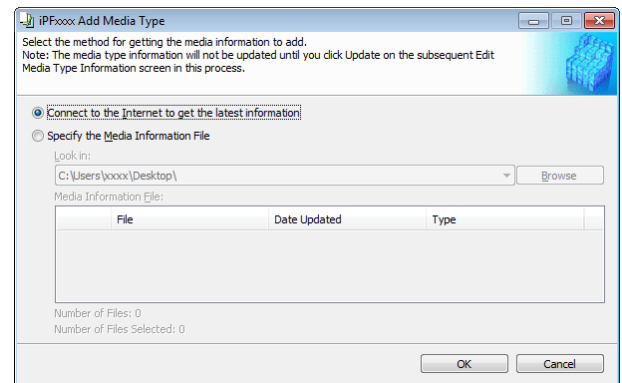 iPFxxxx Add Media Type
Select the method for getting the media information to add.
Note: The media type information will not be updated until you click Update on the subsequent Edit
Media Type Information screen in this process.
Connect to the Internet to get the latest information
Specify the Media Information File
Look in:
C:\Users\xxxx\Desktop\
Browse
Media Information File:
File Date Updated Type
Number of Files: 0
Number of Files Selected: 0
OK Cancel